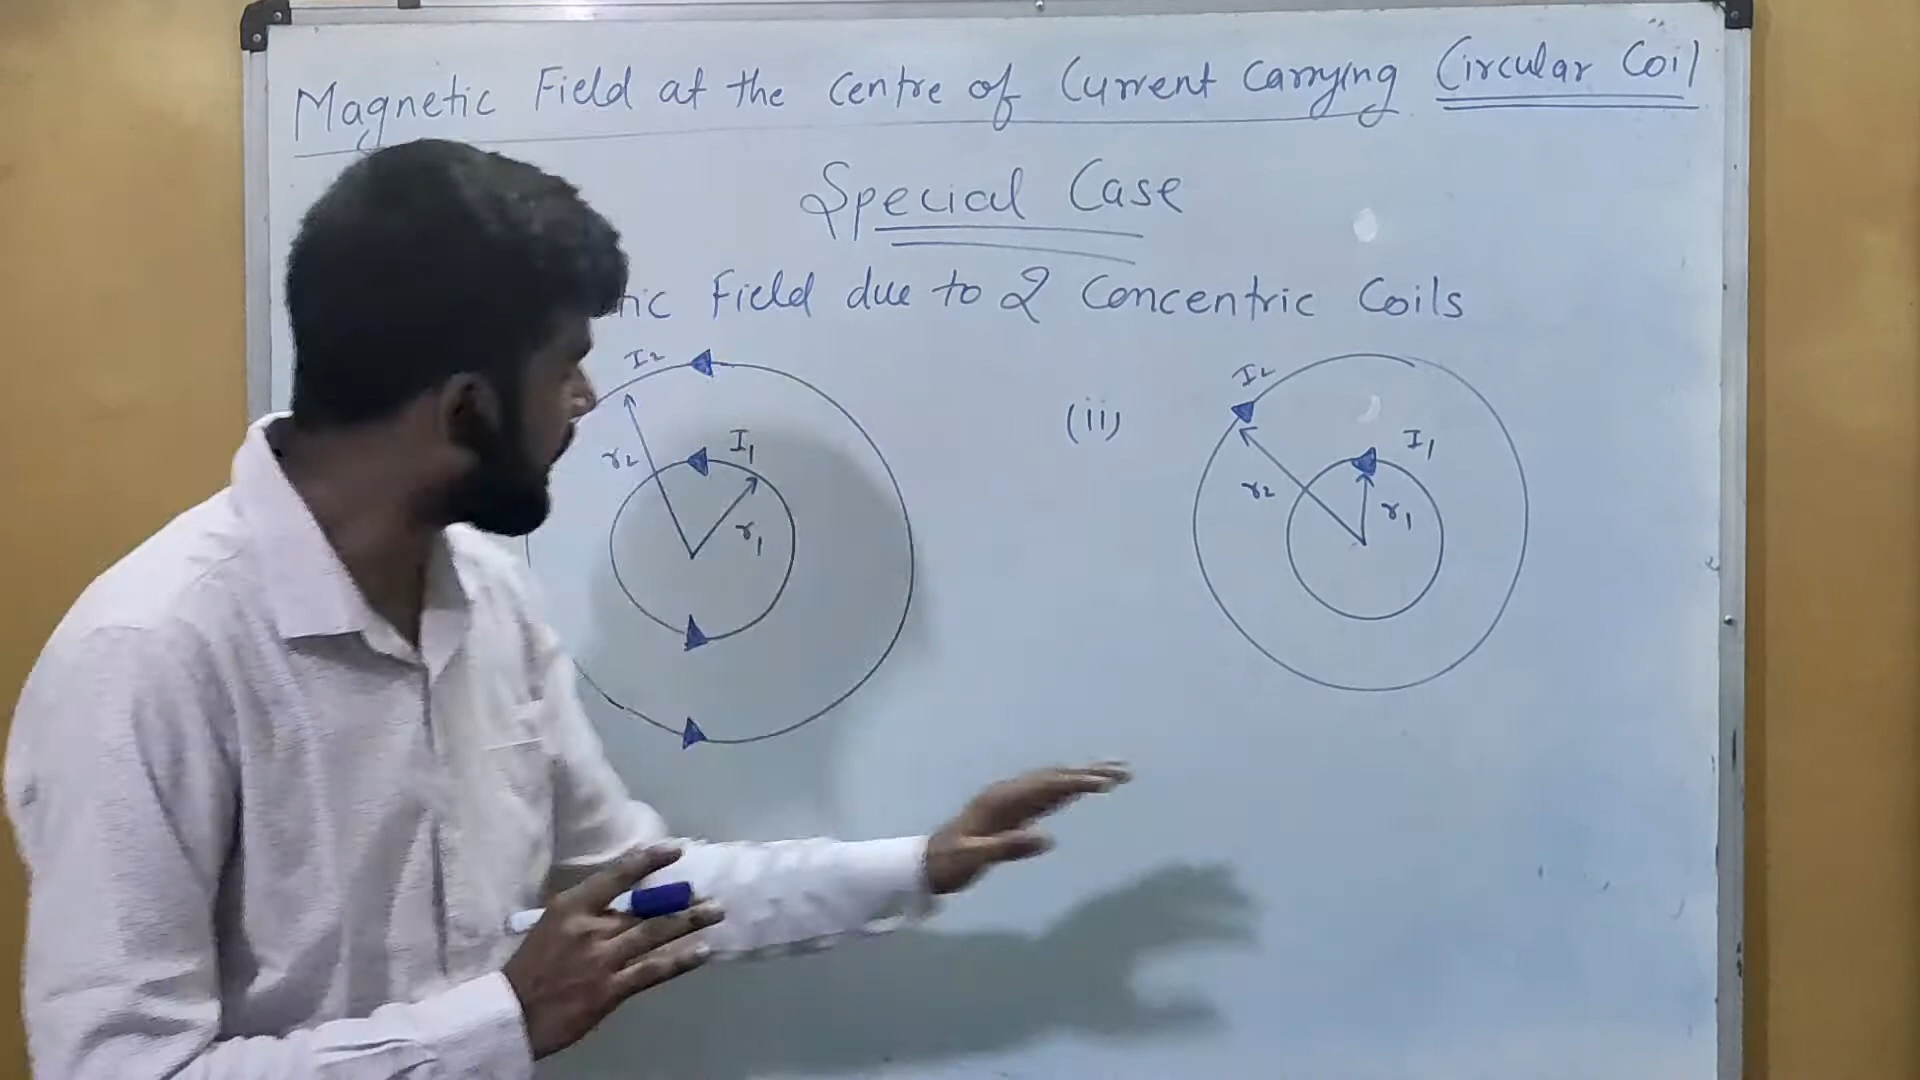 Magnetic Field at the centre of Current Carrying Circular Coil
Special Case
tic Field due to 2 Concentric Coils
I2
I1
r2
r1
(ii)
I2
I1
r2
r1